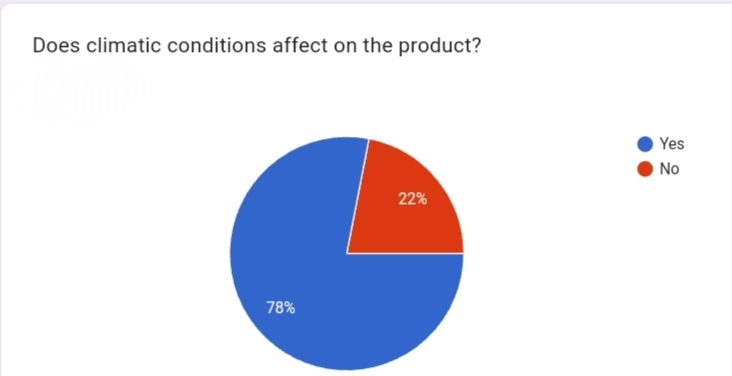 Does climatic conditions affect on the product?
Yes
No
22%
78%